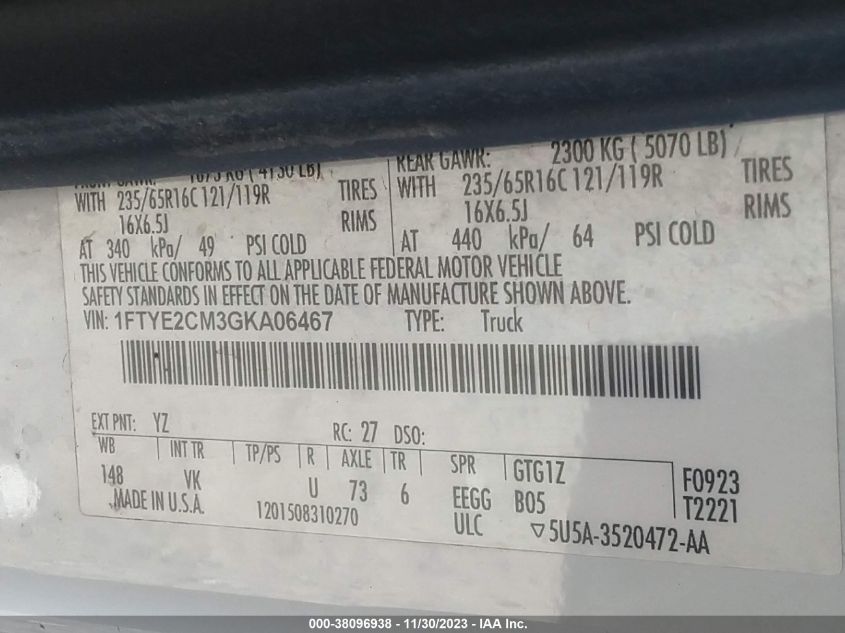 1675 KG ( 4130 LB)
WITH 235/65R16C 121/119R TIRES
16X6.5J RIMS
AT 340 kPa/ 49 PSI COLD
REAR GAWR: 2300 KG ( 5070 LB)
WITH 235/65R16C 121/119R TIRES
16X6.5J RIMS
AT 440 kPa/ 64 PSI COLD
THIS VEHICLE CONFORMS TO ALL APPLICABLE FEDERAL MOTOR VEHICLE
SAFETY STANDARDS IN EFFECT ON THE DATE OF MANUFACTURE SHOWN ABOVE.
VIN: 1FTYE2CM3GKA06467 TYPE: Truck
EXT PNT: YZ RC: 27 DSO:
WB INT TR TP/PS R AXLE TR SPR GTG1Z F0923
148 VK U 73 6 EEGG B05 T2221
MADE IN U.S.A. 1201508310270 ULC ▽5U5A-3520472-AA
000-38096938 - 11/30/2023 - IAA Inc.